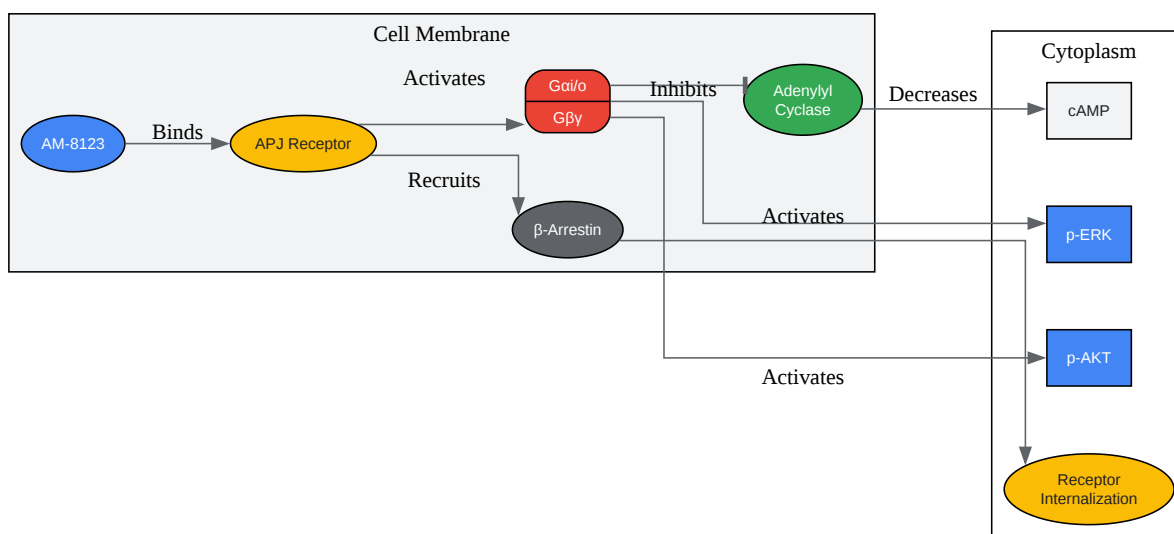 Cell Membrane
Cytoplasm
Activates
Gαi/o
Inhibits
Adenylyl
Cyclase
Decreases
cAMP
Gβγ
AM-8123
Binds
APJ Receptor
Recruits
β-Arrestin
Activates
p-ERK
p-AKT
Activates
Receptor
Internalization